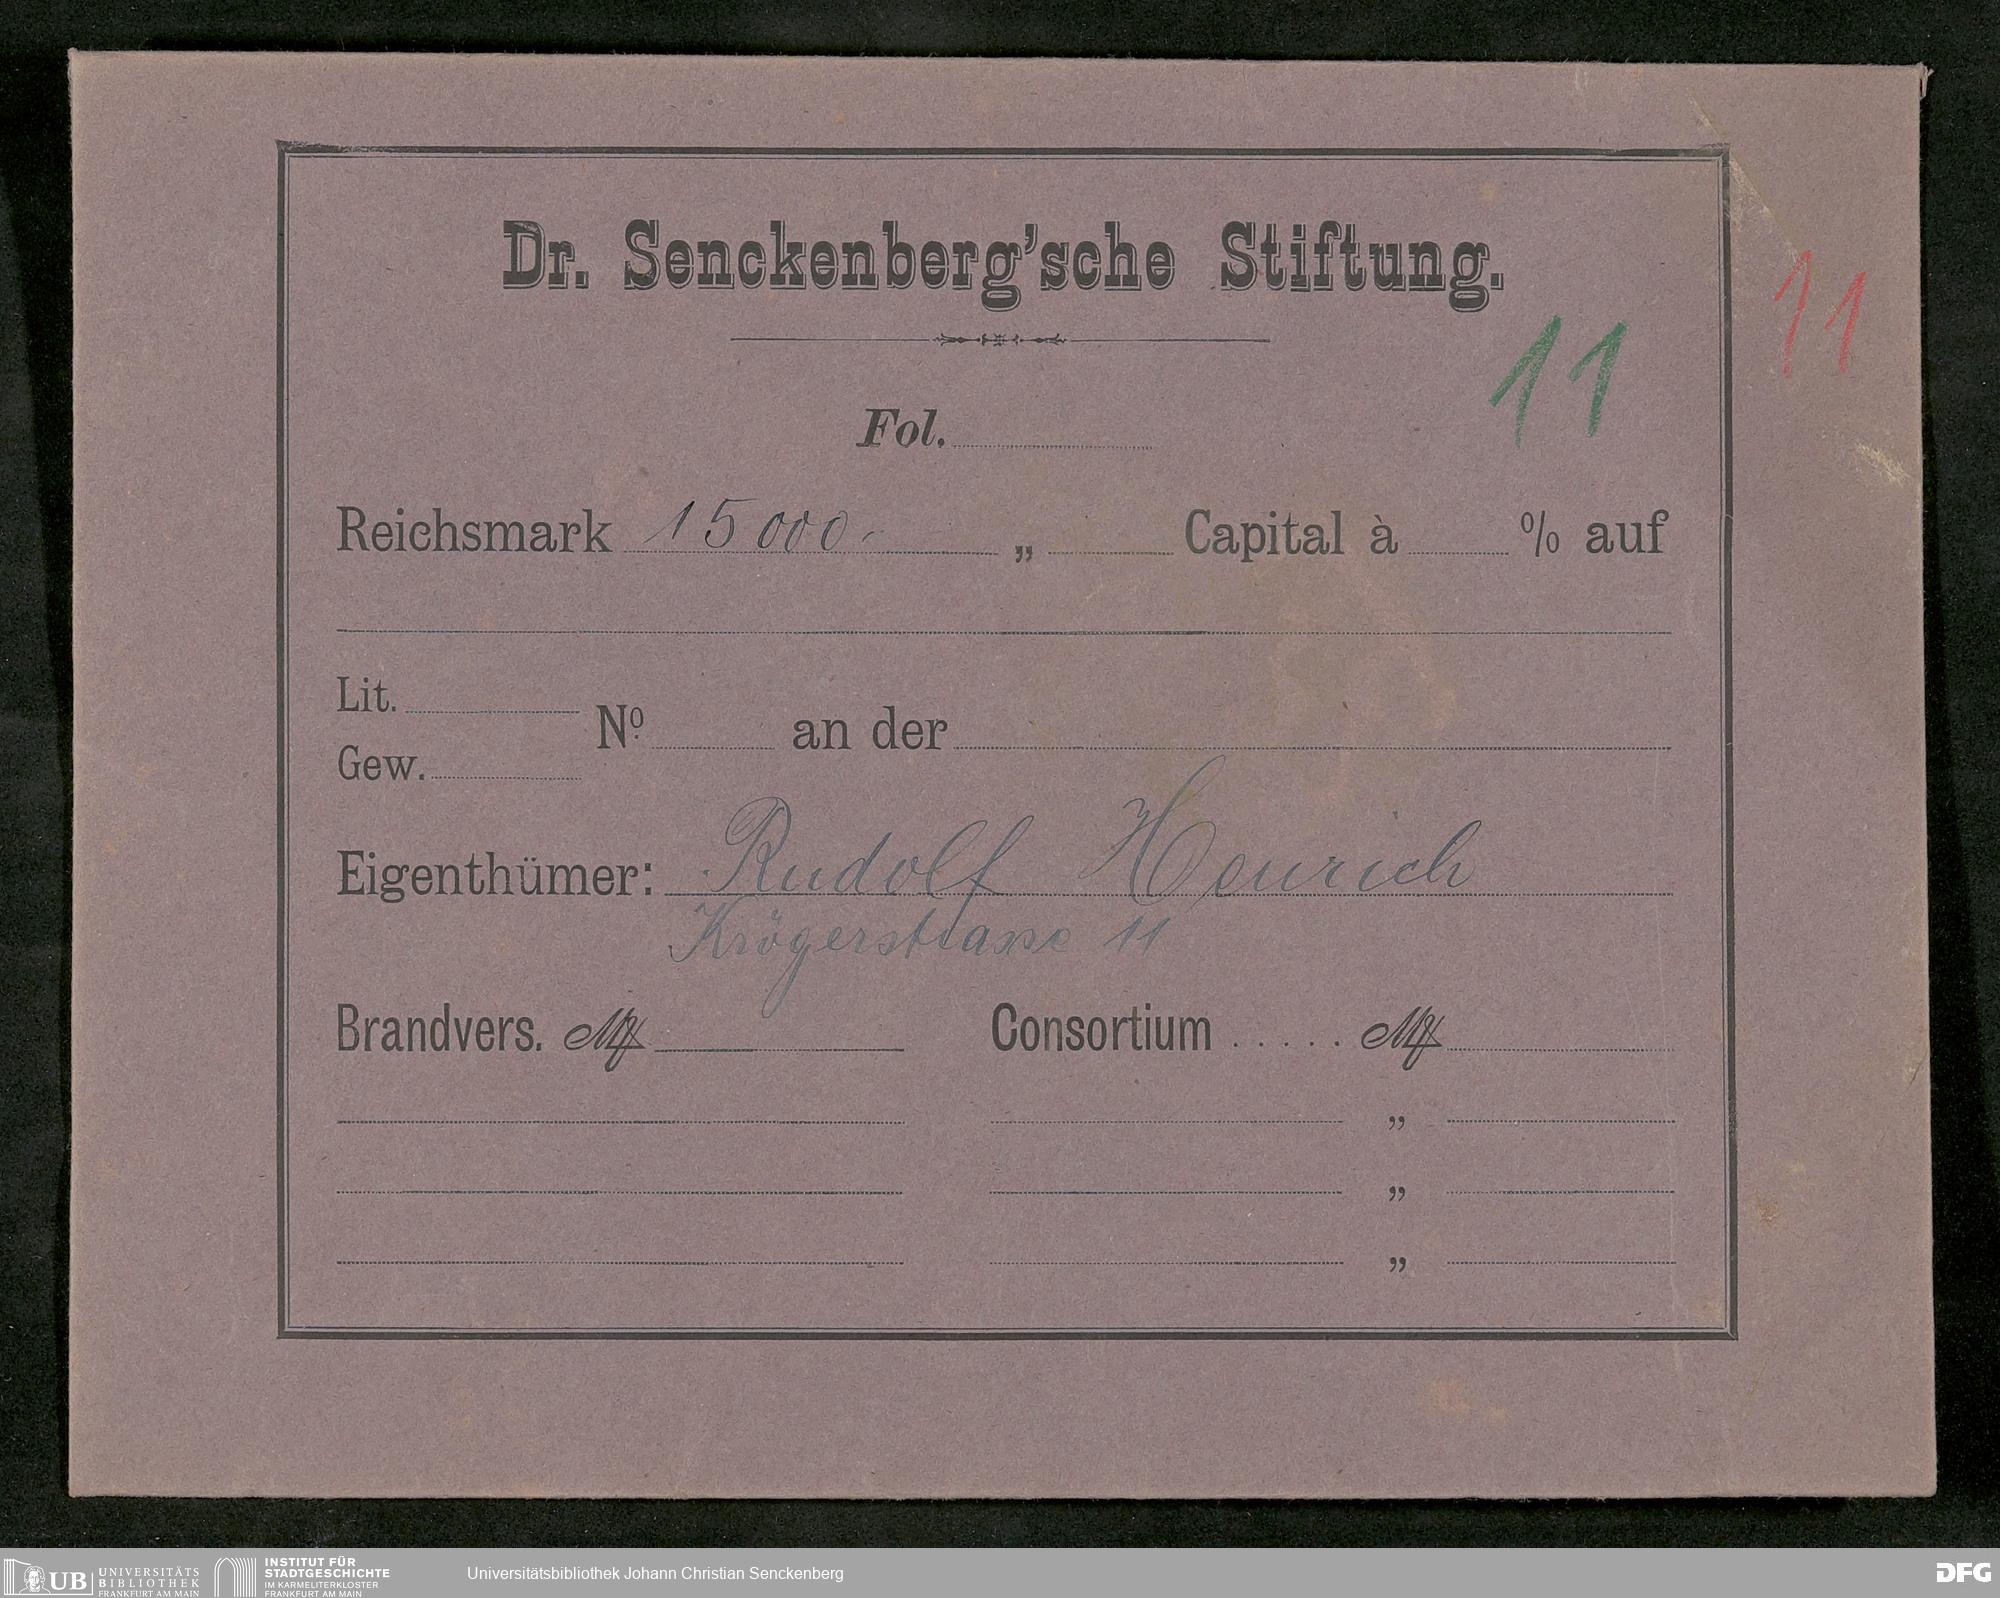 Dr. Senckenberg'sche Stiftung.
11
11
Fol.
Reichsmark 15000.- „ Capital à % auf
Lit.
Gew.
No. an der
Eigenthümer: Rudolf Henrich
Krögerstrasse 11
Brandvers. M Consortium ..... M
„
„
„
UB UNIVERSITÄTS BIBLIOTHEK FRANKFURT AM MAIN
INSTITUT FÜR STADTGESCHICHTE IM KARMELITERKLOSTER FRANKFURT AM MAIN
Universitätsbibliothek Johann Christian Senckenberg
DFG